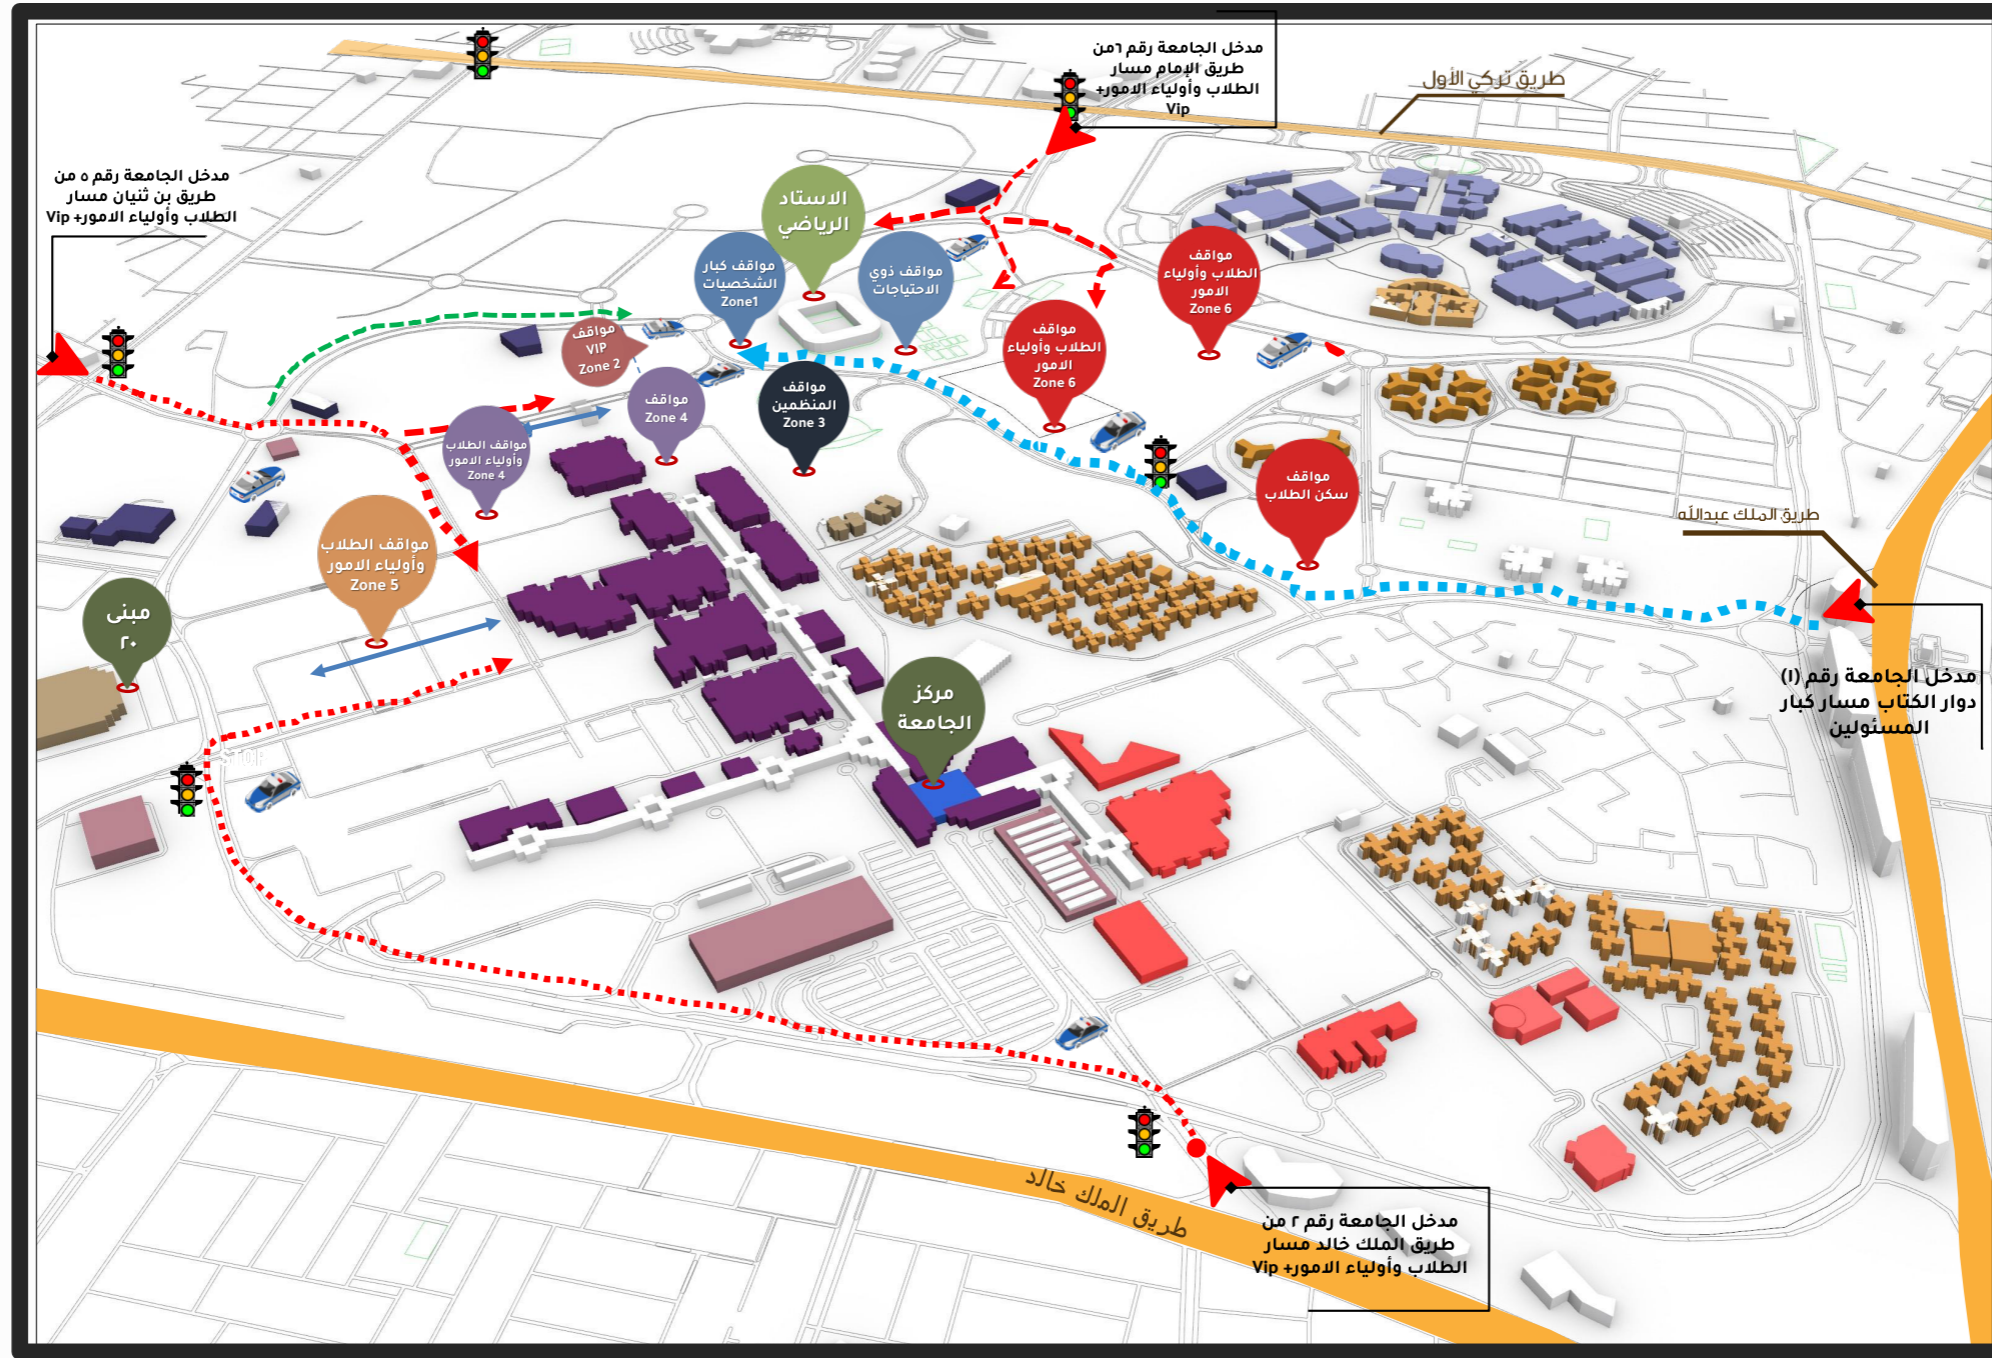 مدخل الجامعة رقم ٦من
طريق الإمام مسار
الطلاب وأولياء الامور+
Vip
طريق تركي الأول
مدخل الجامعة رقم ٥ من
طريق بن ثنيان مسار
الطلاب وأولياء الامور+ Vip
الاستاد
الرياضي
مواقف كبار
الشخصيات
Zone1
مواقف ذوي
الاحتياجات
مواقف
الطلاب وأولياء
الامور
Zone 6
مواقف
الطلاب وأولياء
الامور
Zone 6
مواقف
VIP
Zone 2
مواقف
Zone 4
مواقف
المنظمين
Zone 3
مواقف الطلاب
وأولياء الامور
Zone 4
مواقف
سكن الطلاب
طريق الملك عبدالله
مواقف الطلاب
وأولياء الامور
Zone 5
مبنى
٢٠
مدخل الجامعة رقم (١)
دوار الكتاب مسار كبار
المسئولين
مركز
الجامعة
STOP
طريق الملك خالد
مدخل الجامعة رقم ٢ من
طريق الملك خالد مسار
الطلاب وأولياء الامور+ Vip